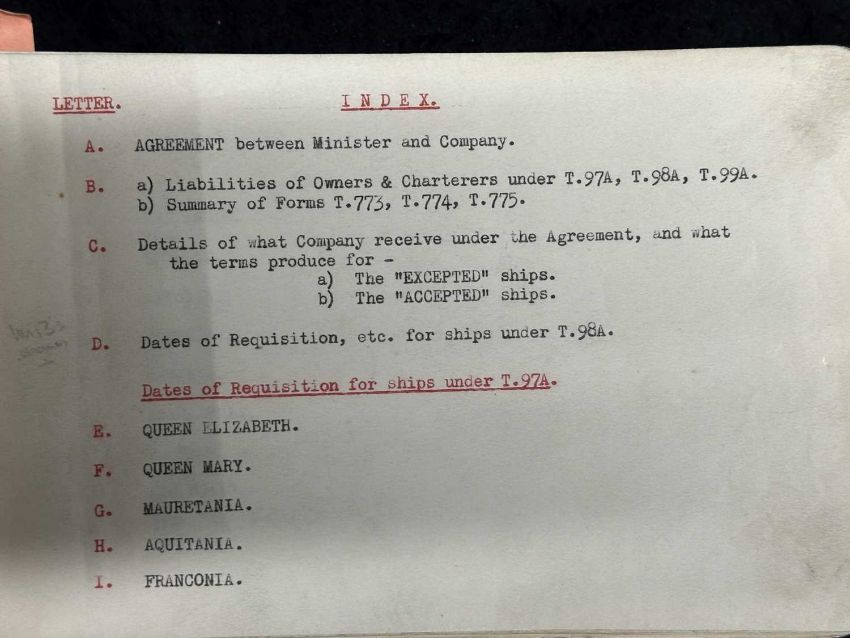 LETTER. I N D E X.
A. AGREEMENT between Minister and Company.
B. a) Liabilities of Owners & Charterers under T.97A, T.98A, T.99A.
b) Summary of Forms T.773, T.774, T.775.
C. Details of what Company receive under the Agreement, and what
the terms produce for -
a) The "EXCEPTED" ships.
b) The "ACCEPTED" ships.
D. Dates of Requisition, etc. for ships under T.98A.
Dates of Requisition for ships under T.97A.
E. QUEEN ELIZABETH.
F. QUEEN MARY.
G. MAURETANIA.
H. AQUITANIA.
I. FRANCONIA.